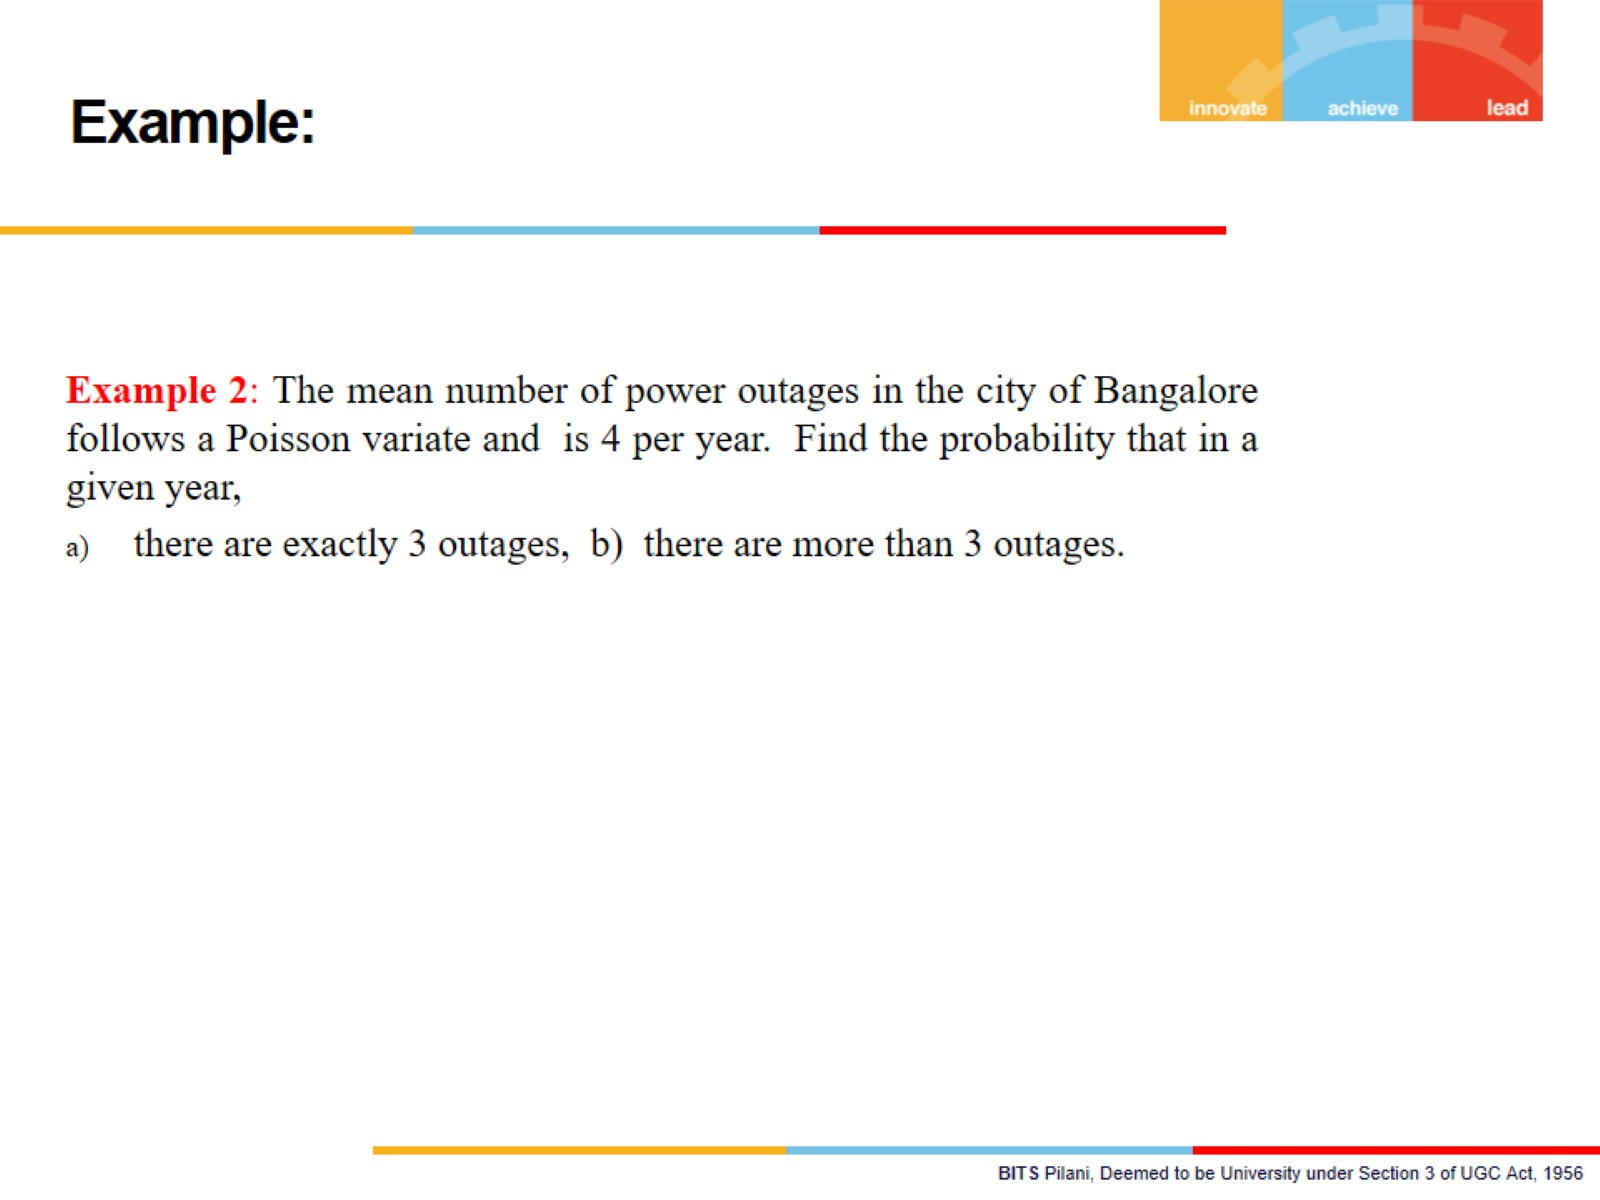 innovate achieve lead
Example:
Example 2: The mean number of power outages in the city of Bangalore
follows a Poisson variate and is 4 per year. Find the probability that in a
given year,
a) there are exactly 3 outages, b) there are more than 3 outages.
BITS Pilani, Deemed to be University under Section 3 of UGC Act, 1956